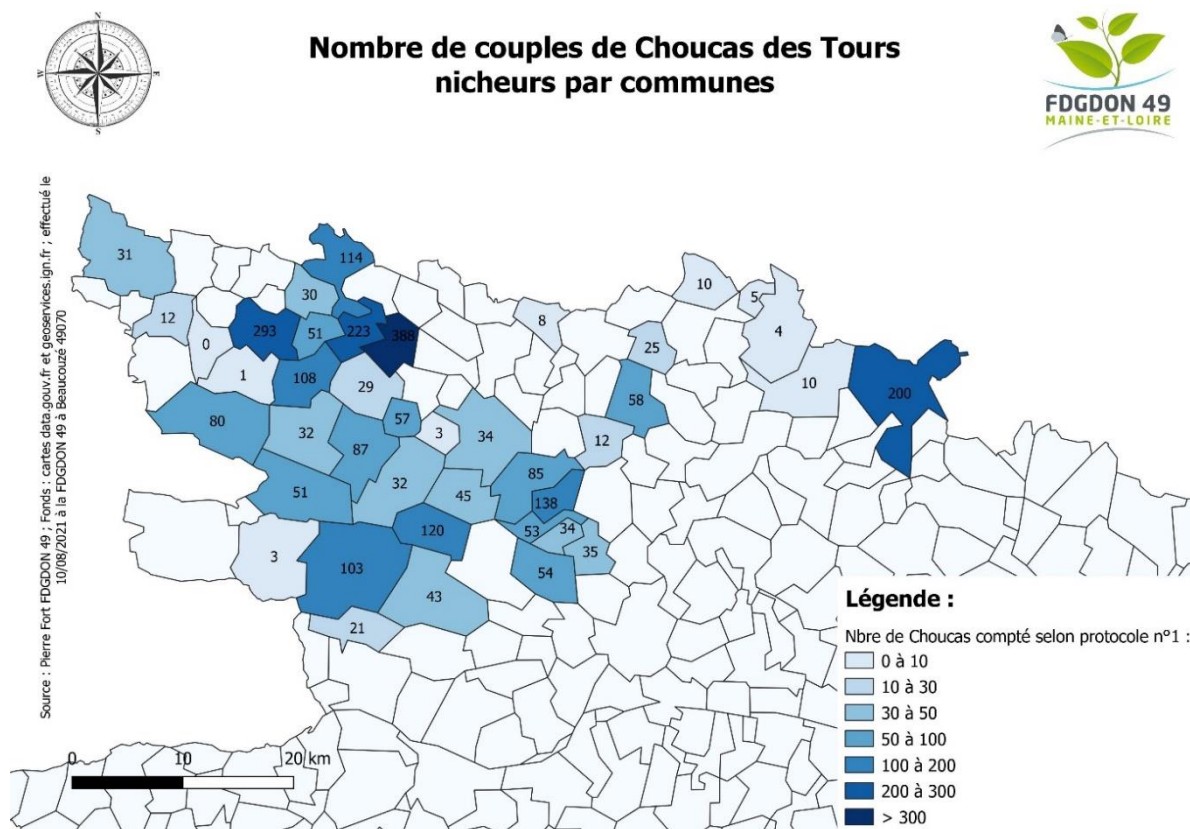 Nombre de couples de Choucas des Tours
nicheurs par communes
N
W
E
S
FDGDON 49
MAINE-ET-LOIRE
Source : Pierre Fort FDGDON 49 ; Fonds : cartes data.gouv.fr et geoservices.ign.fr ; effectué le
10/08/2021 à la FDGDON 49 à Beaucouzé 49070
31
114
10
5
30
12
0
293
51
223
388
8
4
25
1
108
29
10
200
80
32
57
3
34
58
87
12
51
32
45
85
138
120
53
34
35
3
103
54
43
21
Légende :
Nbre de Choucas compté selon protocole n°1 :
0 à 10
10 à 30
30 à 50
50 à 100
100 à 200
200 à 300
> 300
0 10 20 km